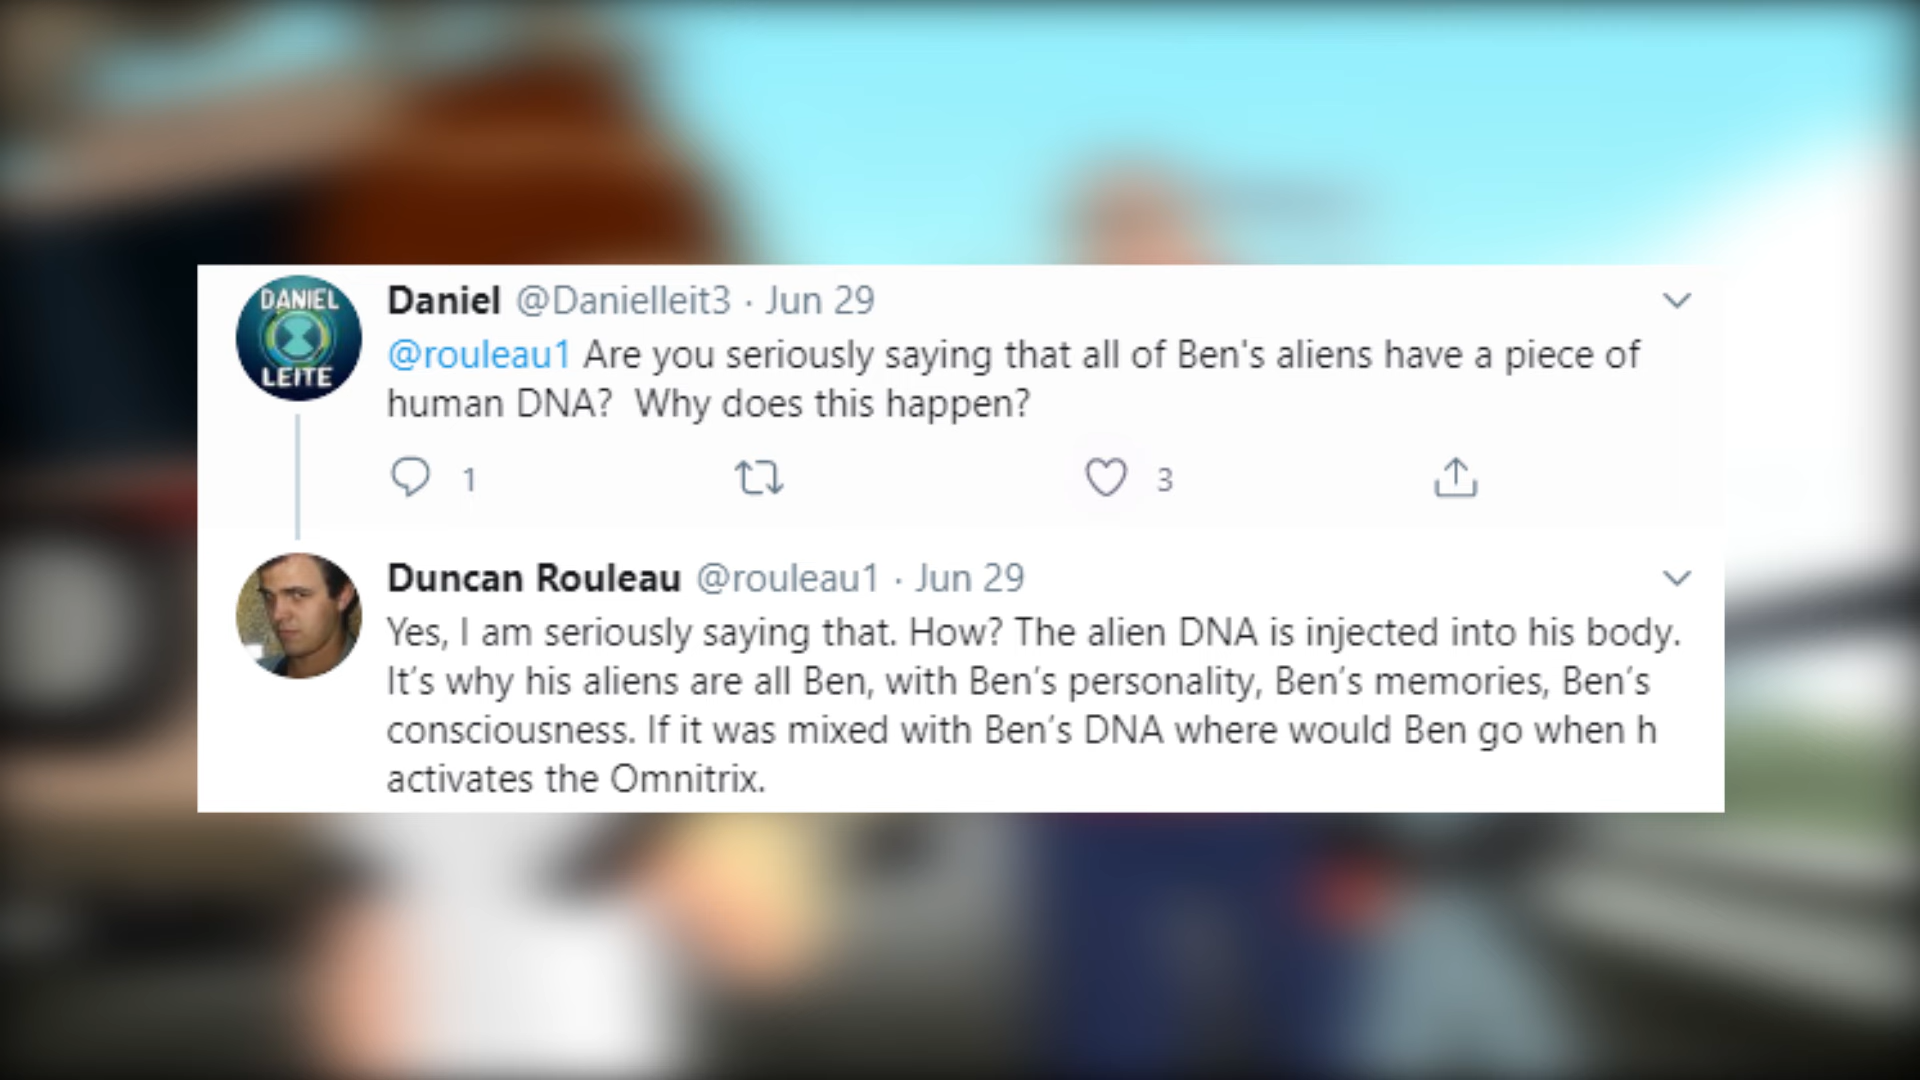 DANIEL
LEITE
Daniel @Danielleit3 · Jun 29
@rouleau1 Are you seriously saying that all of Ben's aliens have a piece of
human DNA?  Why does this happen?
1
3
Duncan Rouleau @rouleau1 · Jun 29
Yes, I am seriously saying that. How? The alien DNA is injected into his body.
It’s why his aliens are all Ben, with Ben’s personality, Ben’s memories, Ben’s
consciousness. If it was mixed with Ben’s DNA where would Ben go when h
activates the Omnitrix.